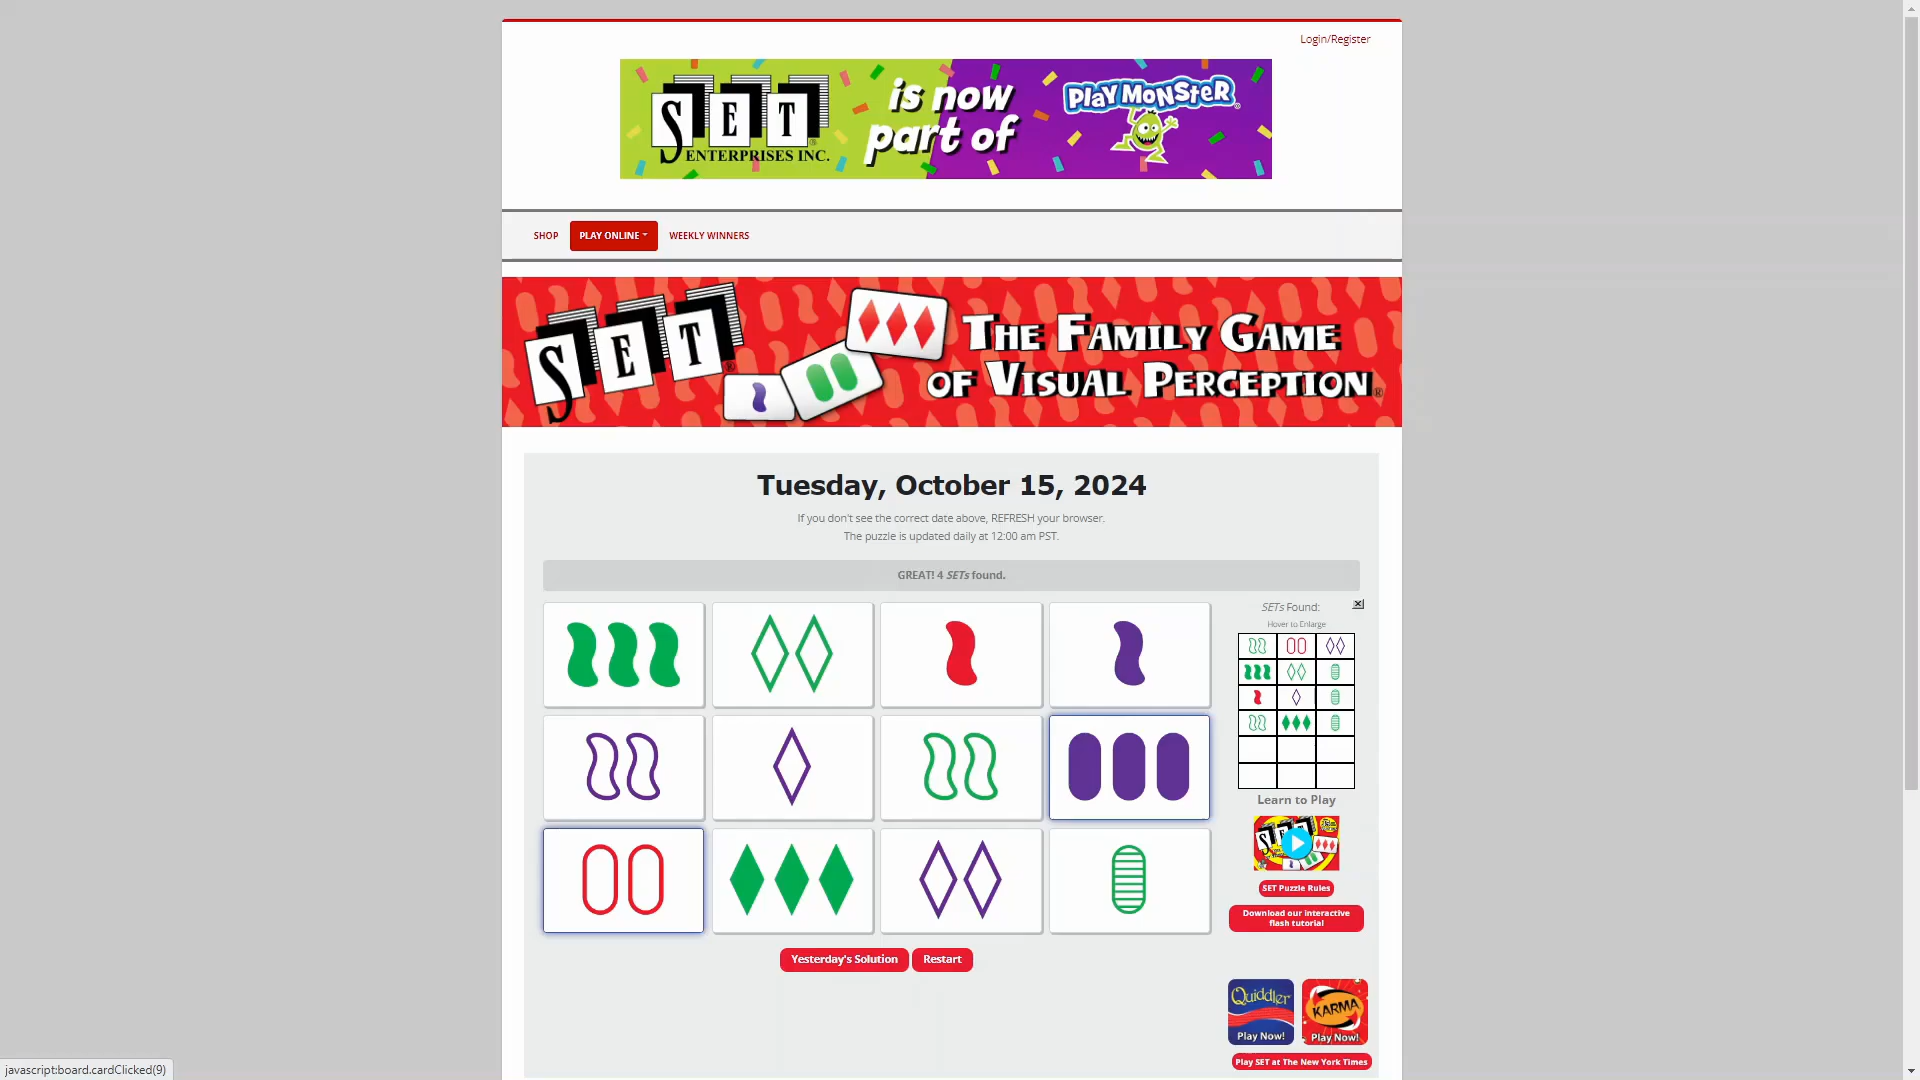 Login/Register
SET
ENTERPRISES INC.
is now
part of
PLAYMONSTER
SHOP
PLAY ONLINE
WEEKLY WINNERS
SET
THE FAMILY GAME
OF VISUAL PERCEPTION®
Tuesday, October 15, 2024
If you don't see the correct date above, REFRESH your browser.
The puzzle is updated daily at 12:00 am PST.
GREAT! 4 SETs found.
SETs Found:
Hover to Enlarge
Learn to Play
SET
SET Puzzle Rules
Download our interactive
flash tutorial
Yesterday's Solution
Restart
Quiddler
Play Now!
KARMA
Play Now!
Play SET at The New York Times
javascript:board.cardClicked(9)